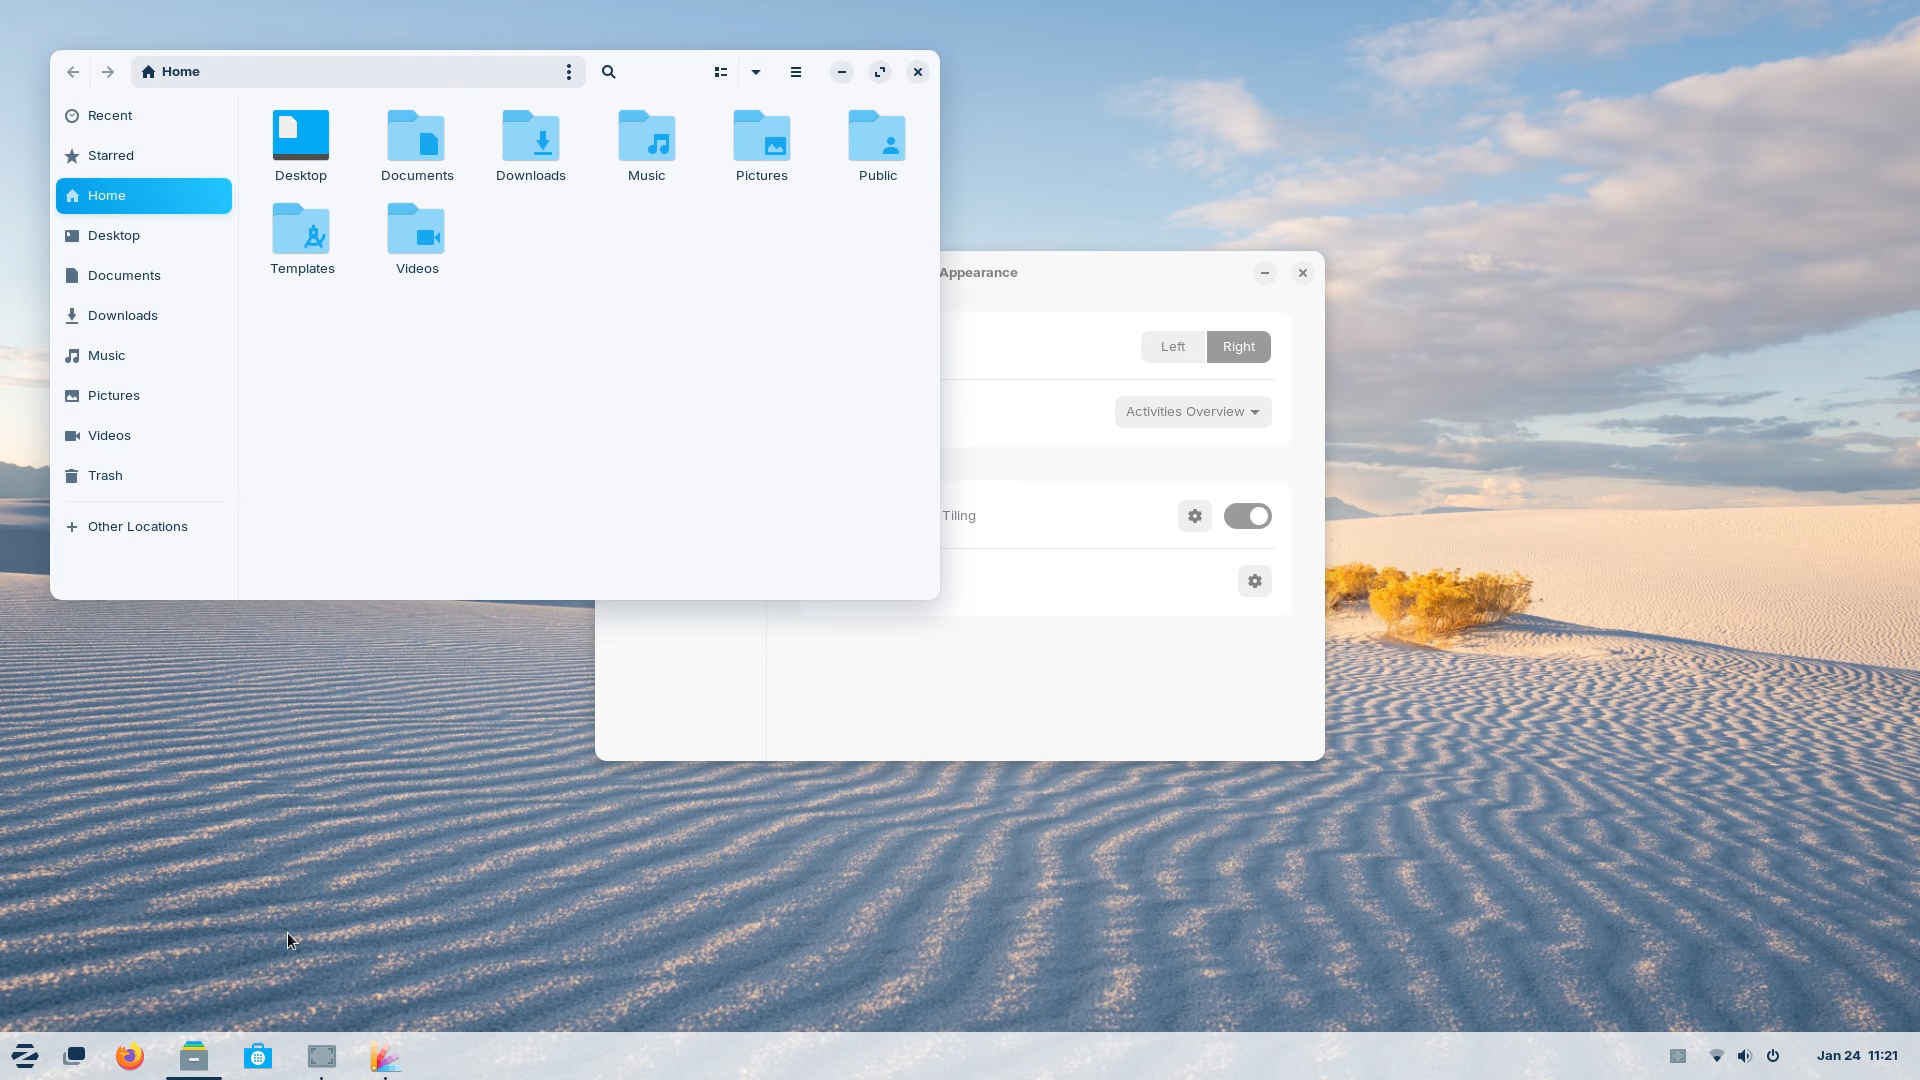 Home
Recent
Starred
Home
Desktop
Documents
Downloads
Music
Pictures
Videos
Trash
Other Locations
Desktop
Documents
Downloads
Music
Pictures
Public
Templates
Videos
Appearance
Left
Right
Activities Overview
Tiling
Jan 24 11:21